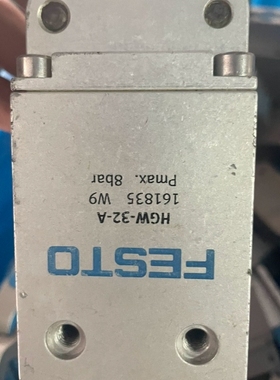 FESTO
HGW-32-A
161835 W9
Pmax. 8bar